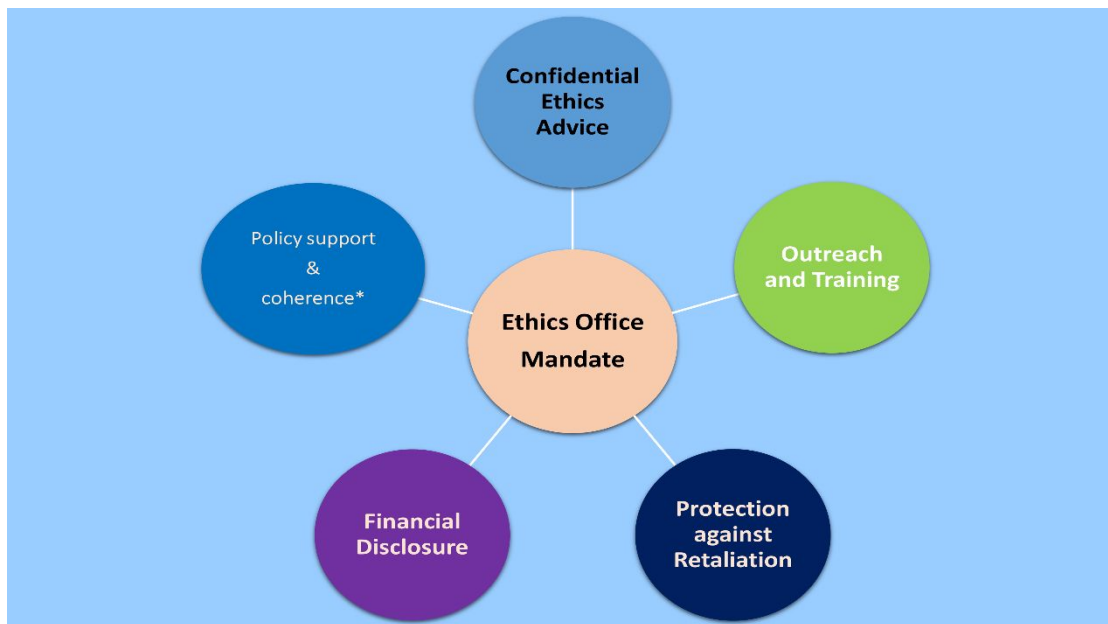 Confidential
Ethics
Advice
Policy support
&
coherence*
Outreach
and Training
Ethics Office
Mandate
Financial
Disclosure
Protection
against
Retaliation